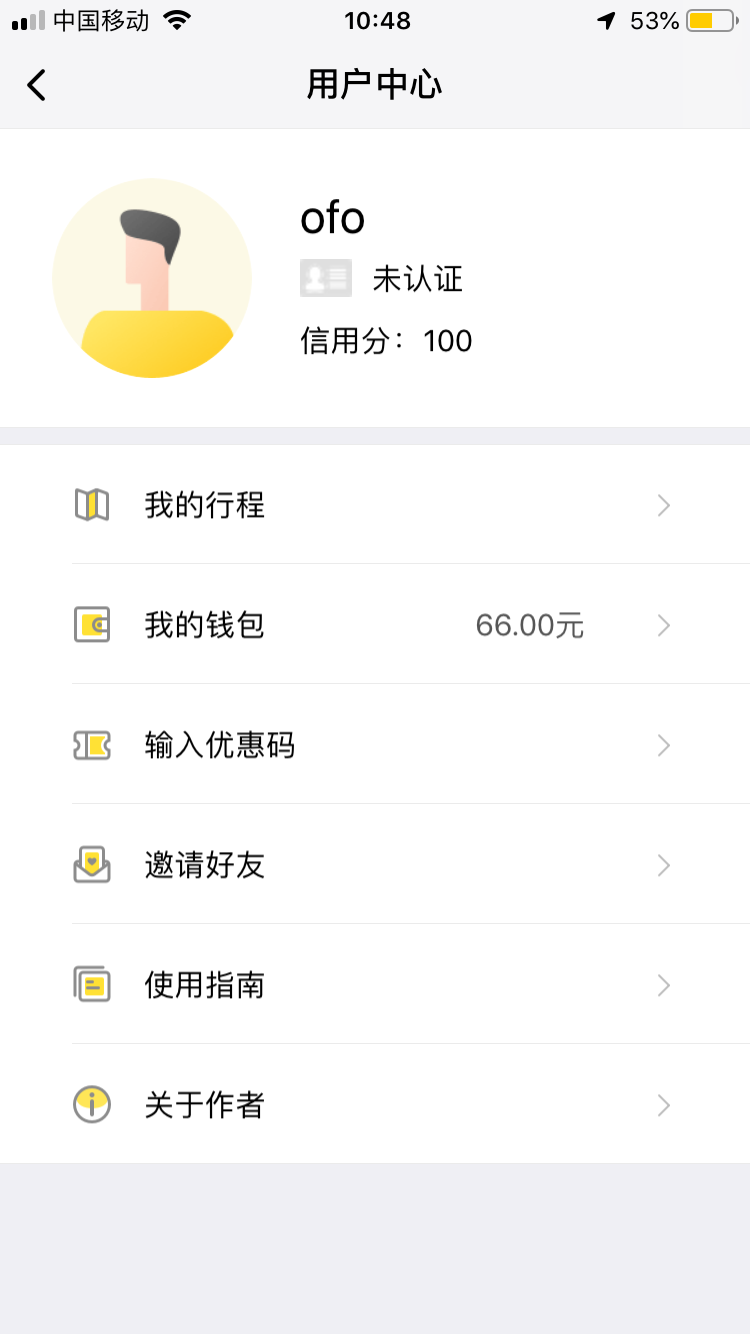 中国移动 10:48 53%
用户中心
ofo
未认证
信用分：100
我的行程
我的钱包 66.00元
输入优惠码
邀请好友
使用指南
关于作者